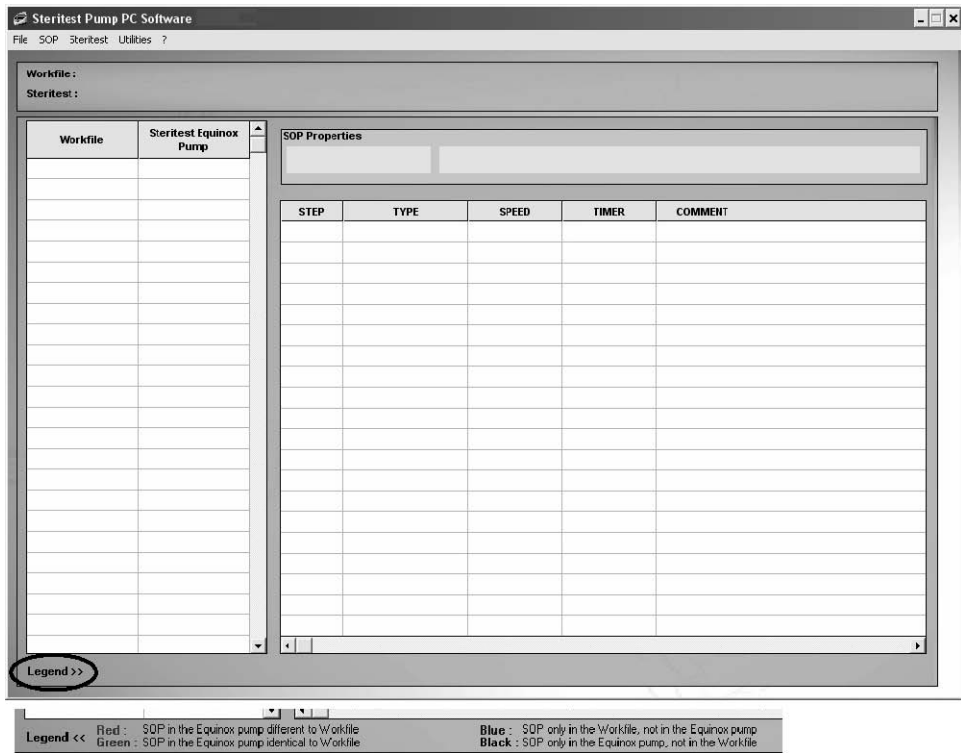 Steritest Pump PC Software
File SOP Steritest Utilities ?
Workfile :
Steritest :
Workfile
Steritest Equinox
Pump
SOP Properties
STEP TYPE SPEED TIMER COMMENT
Legend >>
Legend <<
Red : SOP in the Equinox pump different to Workfile
Green : SOP in the Equinox pump identical to Workfile
Blue : SOP only in the Workfile, not in the Equinox pump
Black : SOP only in the Equinox pump, not in the Workfile